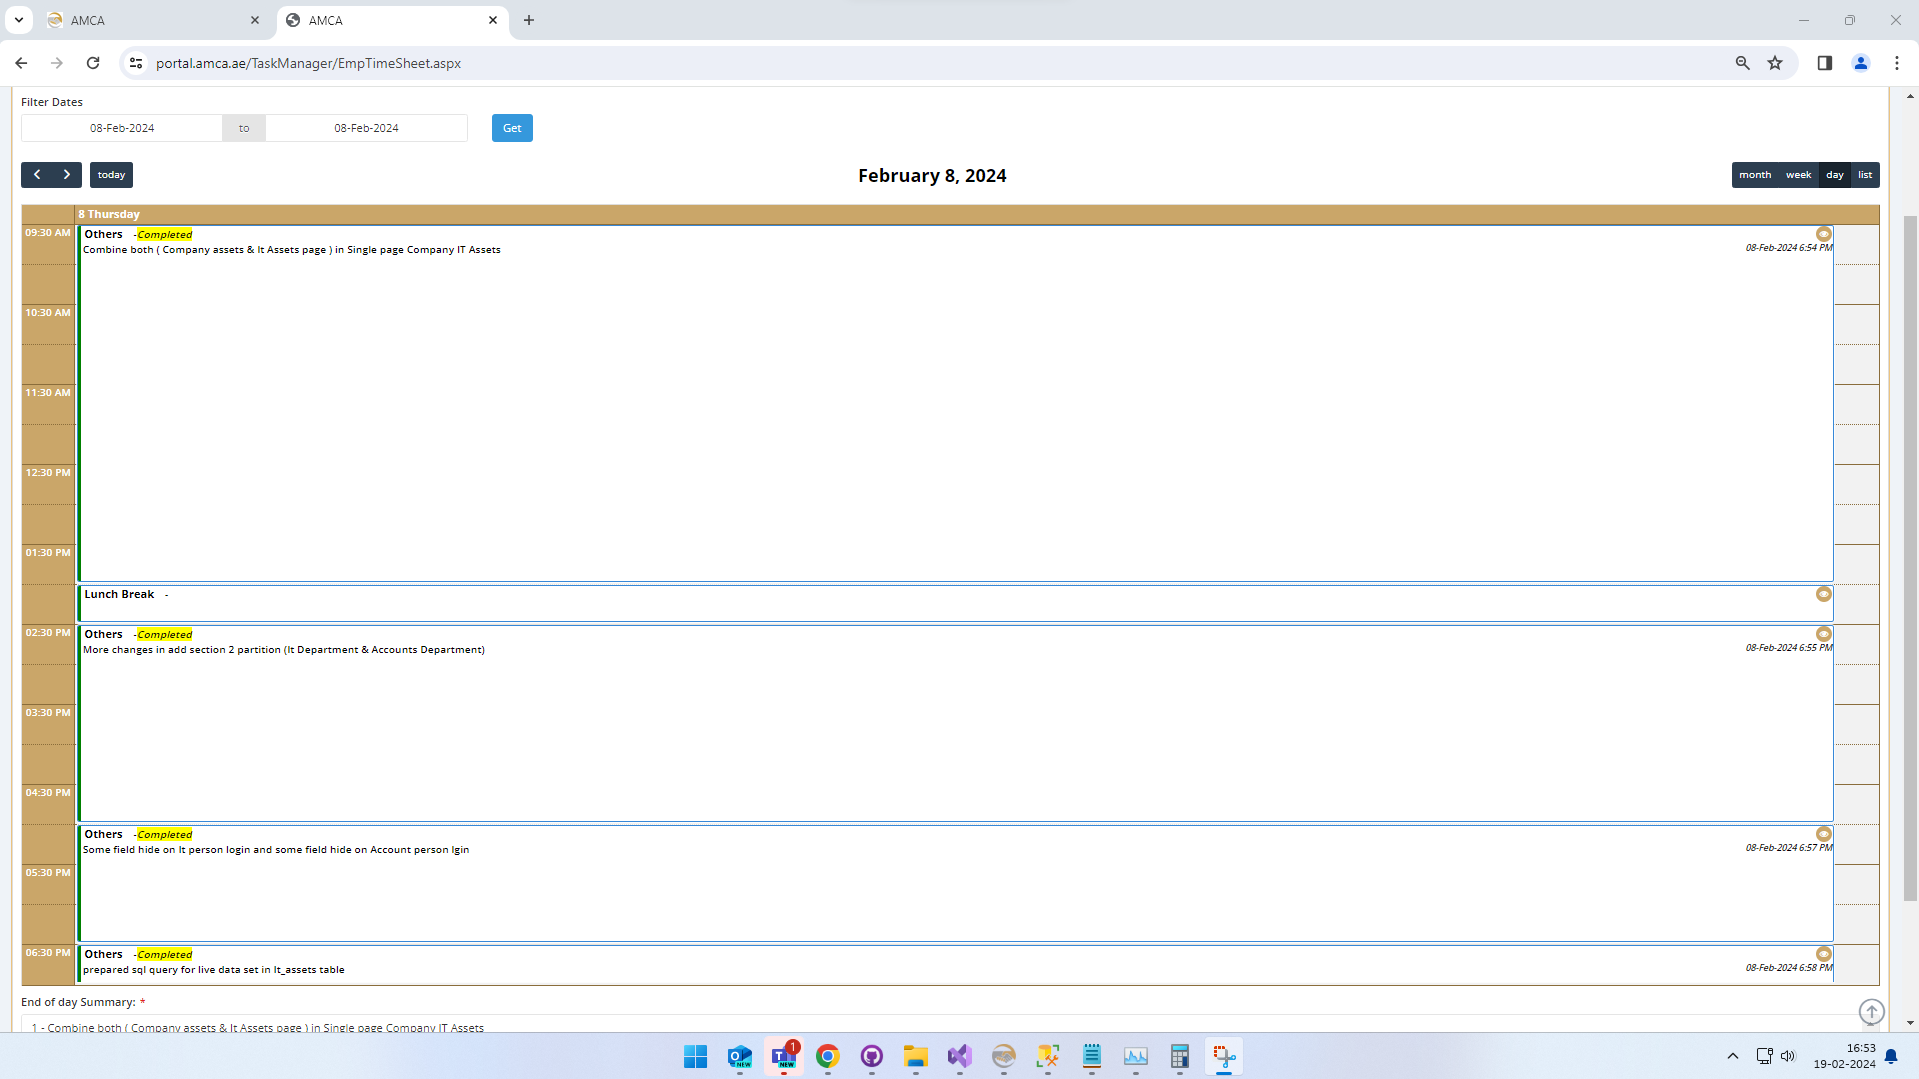 AMCA
AMCA
portal.amca.ae/TaskManager/EmpTimeSheet.aspx
Filter Dates
08-Feb-2024 to 08-Feb-2024 Get
today
February 8, 2024
month week day list
8 Thursday
09:30 AM
Others -Completed
Combine both ( Company assets & It Assets page ) in Single page Company IT Assets
08-Feb-2024 6:54 PM
10:30 AM
11:30 AM
12:30 PM
01:30 PM
Lunch Break -
02:30 PM
Others -Completed
More changes in add section 2 partition (It Department & Accounts Department)
08-Feb-2024 6:55 PM
03:30 PM
04:30 PM
Others -Completed
Some field hide on It person login and some field hide on Account person lgin
08-Feb-2024 6:57 PM
05:30 PM
06:30 PM
Others -Completed
prepared sql query for live data set in It_assets table
08-Feb-2024 6:58 PM
End of day Summary: *
1 - Combine both ( Company assets & It Assets page ) in Single page Company IT Assets
NEW
NEW
1
16:53
19-02-2024